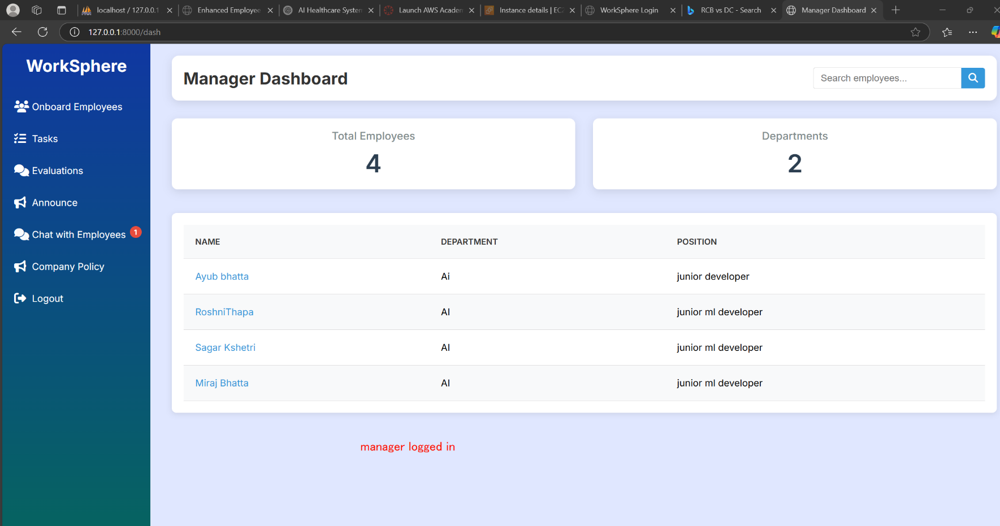 localhost / 127.0.0.1
Enhanced Employee
AI Healthcare System
Launch AWS Academ
Instance details | EC2
WorkSphere Login
RCB vs DC - Search
Manager Dashboard
127.0.0.1:8000/dash
WorkSphere
Onboard Employees
Tasks
Evaluations
Announce
Chat with Employees 1
Company Policy
Logout
Manager Dashboard
Search employees...
Total Employees
4
Departments
2
NAME DEPARTMENT POSITION
Ayub bhatta Ai junior developer
RoshniThapa AI junior ml developer
Sagar Kshetri AI junior ml developer
Miraj Bhatta AI junior ml developer
manager logged in